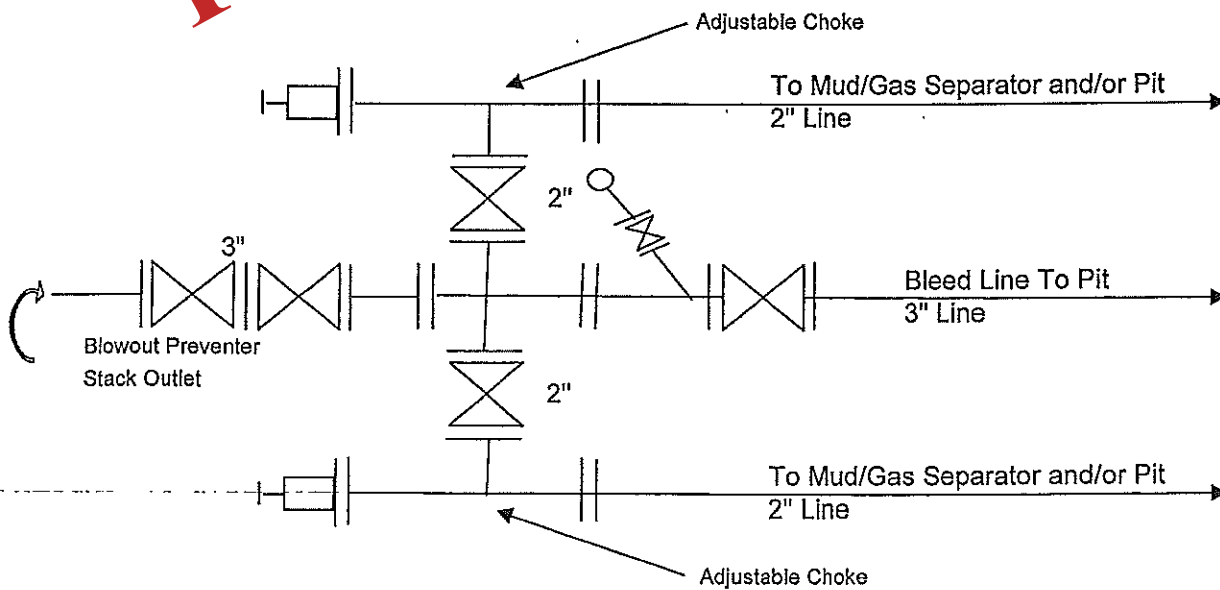 Adjustable Choke
To Mud/Gas Separator and/or Pit
2" Line
2"
3"
Bleed Line To Pit
3" Line
Blowout Preventer
Stack Outlet
2"
To Mud/Gas Separator and/or Pit
2" Line
Adjustable Choke